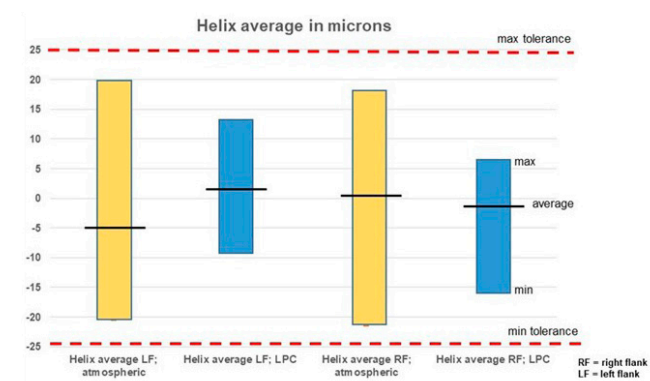 Helix average in microns
max tolerance
25
20
15
10
5
0
-5
-10
-15
-20
-25
max
average
min
min tolerance
Helix average LF;
atmospheric
Helix average LF; LPC
Helix average RF;
atmospheric
Helix average RF; LPC
RF = right flank
LF = left flank